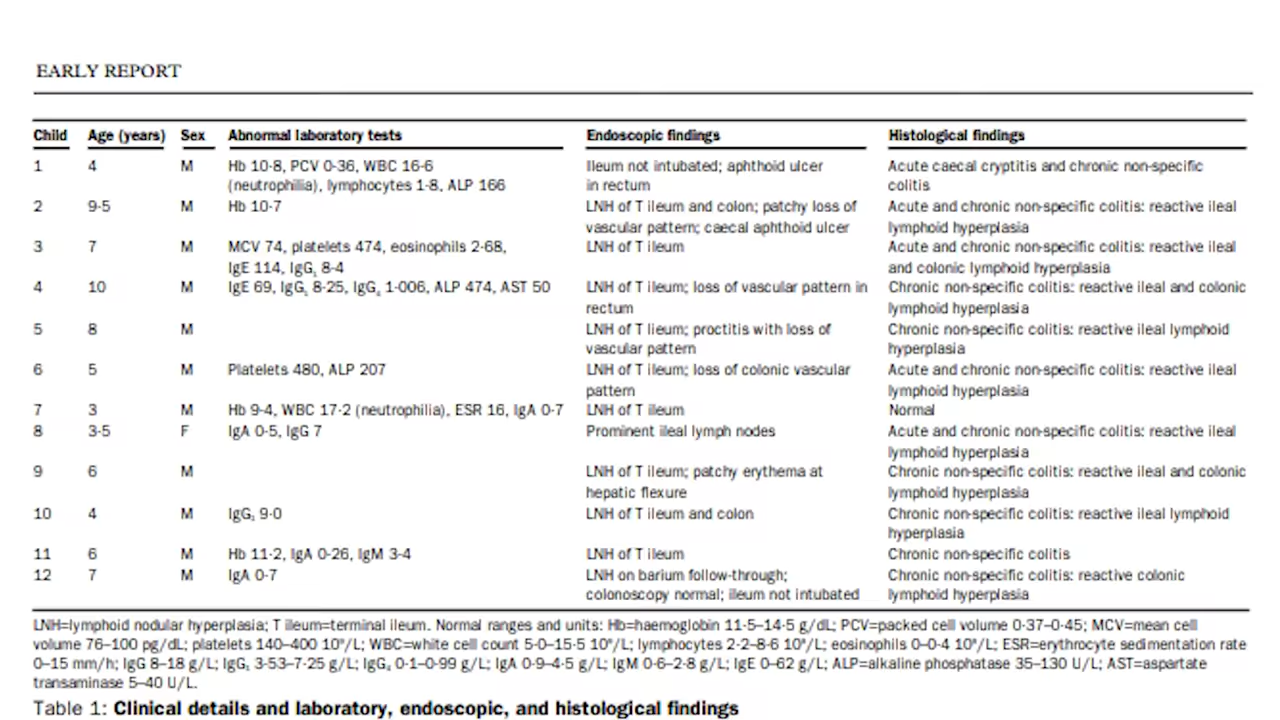 EARLY REPORT
Child Age (years) Sex Abnormal laboratory tests Endoscopic findings Histological findings
1 4 M Hb 10·8, PCV 0·36, WBC 16·6 Ileum not intubated; aphthoid ulcer Acute caecal cryptitis and chronic non-specific
(neutrophilia), lymphocytes 1·8, ALP 166 in rectum colitis
2 9·5 M Hb 10·7 LNH of T ileum and colon; patchy loss of Acute and chronic non-specific colitis: reactive ileal
vascular pattern; caecal aphthoid ulcer lymphoid hyperplasia
3 7 M MCV 74, platelets 474, eosinophils 2·68, LNH of T ileum Acute and chronic non-specific colitis: reactive ileal
IgE 114, IgG₁ 8·4 and colonic lymphoid hyperplasia
4 10 M IgE 69, IgG₁ 8·25, IgG₄ 1·006, ALP 474, AST 50 LNH of T ileum; loss of vascular pattern in Chronic non-specific colitis: reactive ileal and colonic
rectum lymphoid hyperplasia
5 8 M LNH of T lieum; proctitis with loss of Chronic non-specific colitis: reactive ileal lymphoid
vascular pattern hyperplasia
6 5 M Platelets 480, ALP 207 LNH of T ileum; loss of colonic vascular Acute and chronic non-specific colitis: reactive ileal
pattern lymphoid hyperplasia
7 3 M Hb 9·4, WBC 17·2 (neutrophilia), ESR 16, IgA 0·7 LNH of T ileum Normal
8 3·5 F IgA 0·5, IgG 7 Prominent ileal lymph nodes Acute and chronic non-specific colitis: reactive ileal
lymphoid hyperplasia
9 6 M LNH of T ileum; patchy erythema at Chronic non-specific colitis: reactive ileal and colonic
hepatic flexure lymphoid hyperplasia
10 4 M IgG₁ 9·0 LNH of T ileum and colon Chronic non-specific colitis: reactive ileal lymphoid
hyperplasia
11 6 M Hb 11·2, IgA 0·26, IgM 3·4 LNH of T ileum Chronic non-specific colitis
12 7 M IgA 0·7 LNH on barium follow-through; Chronic non-specific colitis: reactive colonic
colonoscopy normal; ileum not intubated lymphoid hyperplasia
LNH=lymphoid nodular hyperplasia; T ileum=terminal ileum. Normal ranges and units: Hb=haemoglobin 11·5–14·5 g/dL; PCV=packed cell volume 0·37–0·45; MCV=mean cell
volume 76–100 pg/dL; platelets 140–400 10⁹/L; WBC=white cell count 5·0–15·5 10⁹/L; lymphocytes 2·2–8·6 10⁹/L; eosinophils 0–0·4 10⁹/L; ESR=erythrocyte sedimentation rate
0–15 mm/h; IgG 8–18 g/L; IgG₁ 3·53–7·25 g/L; IgG₄ 0·1–0·99 g/L; IgA 0·9–4·5 g/L; IgM 0·6–2·8 g/L; IgE 0–62 g/L; ALP=alkaline phosphatase 35–130 U/L; AST=aspartate
transaminase 5–40 U/L.
Table 1: Clinical details and laboratory, endoscopic, and histological findings